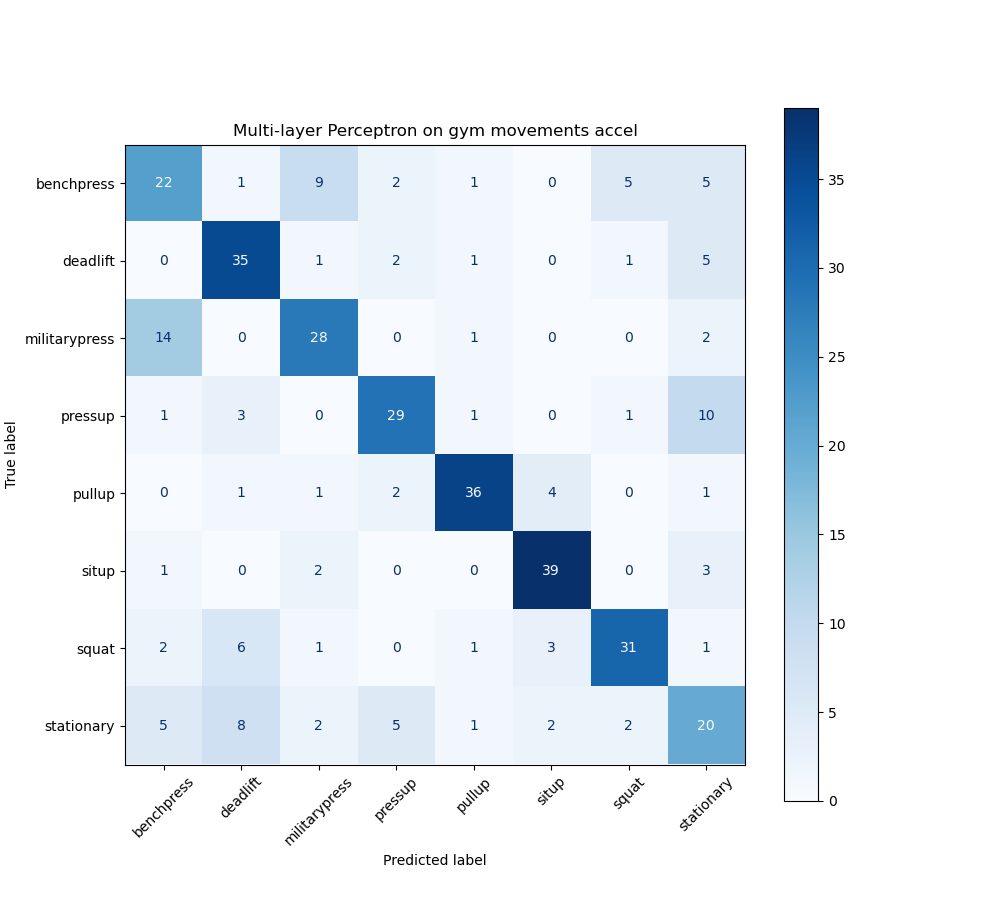 Multi-layer Perceptron on gym movements accel
benchpress 22 1 9 2 1 0 5 5
deadlift 0 35 1 2 1 0 1 5
militarypress 14 0 28 0 1 0 0 2
pressup 1 3 0 29 1 0 1 10
pullup 0 1 1 2 36 4 0 1
situp 1 0 2 0 0 39 0 3
squat 2 6 1 0 1 3 31 1
stationary 5 8 2 5 1 2 2 20
True label
benchpress deadlift militarypress pressup pullup situp squat stationary
Predicted label
35
30
25
20
15
10
5
0